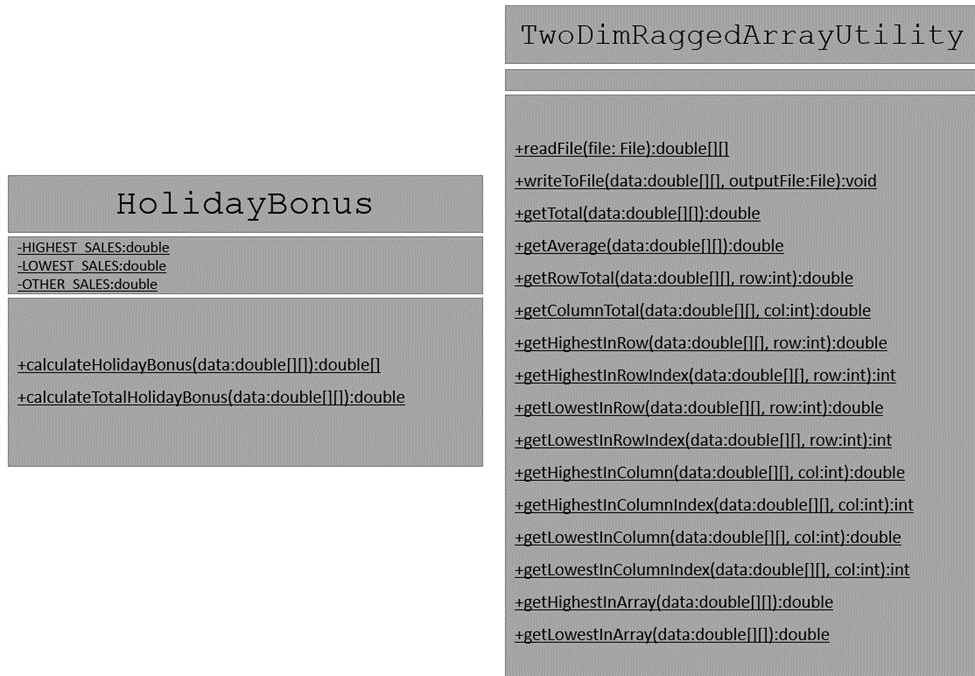 HolidayBonus
-HIGHEST_SALES:double
-LOWEST_SALES:double
-OTHER_SALES:double
+calculateHolidayBonus(data:double[][]):double[]
+calculateTotalHolidayBonus(data:double[][]):double
TwoDimRaggedArrayUtility
+readFile(file: File):double[][]
+writeToFile(data:double[][], outputFile:File):void
+getTotal(data:double[][]):double
+getAverage(data:double[][]):double
+getRowTotal(data:double[][], row:int):double
+getColumnTotal(data:double[][], col:int):double
+getHighestInRow(data:double[][], row:int):double
+getHighestInRowIndex(data:double[][], row:int):int
+getLowestInRow(data:double[][], row:int):double
+getLowestInRowIndex(data:double[][], row:int):int
+getHighestInColumn(data:double[][], col:int):double
+getHighestInColumnIndex(data:double[][], col:int):int
+getLowestInColumn(data:double[][], col:int):double
+getLowestInColumnIndex(data:double[][], col:int):int
+getHighestInArray(data:double[][]):double
+getLowestInArray(data:double[][]):double